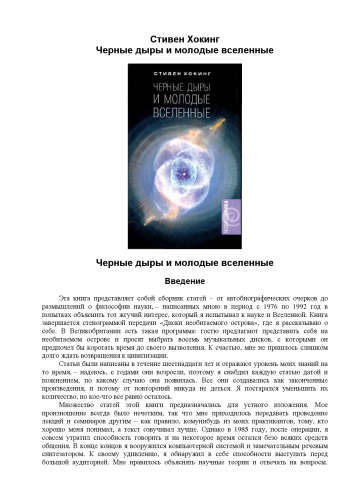 Стивен Хокинг
Черные дыры и молодые вселенные
СТИВЕН ХОКИНГ
ЧЕРНЫЕ ДЫРЫ
И МОЛОДЫЕ
ВСЕЛЕННЫЕ
Черные дыры и молодые вселенные
Введение
Эта книга представляет собой сборник статей – от автобиографических очерков до
размышлений о философии науки, – написанных мною в период с 1976 по 1992 год в
попытках объяснить тот жгучий интерес, который я испытывал к науке и Вселенной. Книга
завершается стенограммой передачи «Диски необитаемого острова», где я рассказываю о
себе. В Великобритании есть такая программа: гостю предлагают представить себя на
необитаемом острове и просят выбрать восемь музыкальных дисков, с которыми он
предпочел бы коротать время до своего вызволения. К счастью, мне не пришлось слишком
долго ждать возвращения к цивилизации.
Статьи были написаны в течение шестнадцати лет и отражают уровень моих знаний на
то время, – надеюсь, с годами они возросли, поэтому я снабдил каждую статью датой и
пояснением, по какому случаю она появилась. Все они создавались как законченные
произведения, и потому от повторений никуда не деться. Я постарался уменьшить их
количество, но кое-что все равно осталось.
Множество статей этой книги предназначались для устного изложения. Мое
произношение всегда было нечетким, так что мне приходилось передавать проведение
лекций и семинаров другим – как правило, кому-нибудь из моих практикантов, тому, кто
хорошо меня понимал, а текст озвучивал лучше. Однако в 1985 году, после операции, я
совсем утратил способность говорить и на некоторое время остался безо всяких средств
общения. В конце концов я вооружился компьютерной системой и замечательным речевым
синтезатором. К своему удивлению, я обнаружил в себе способности выступать перед
большой аудиторией. Мне нравилось объяснять научные теории и отвечать на вопросы.